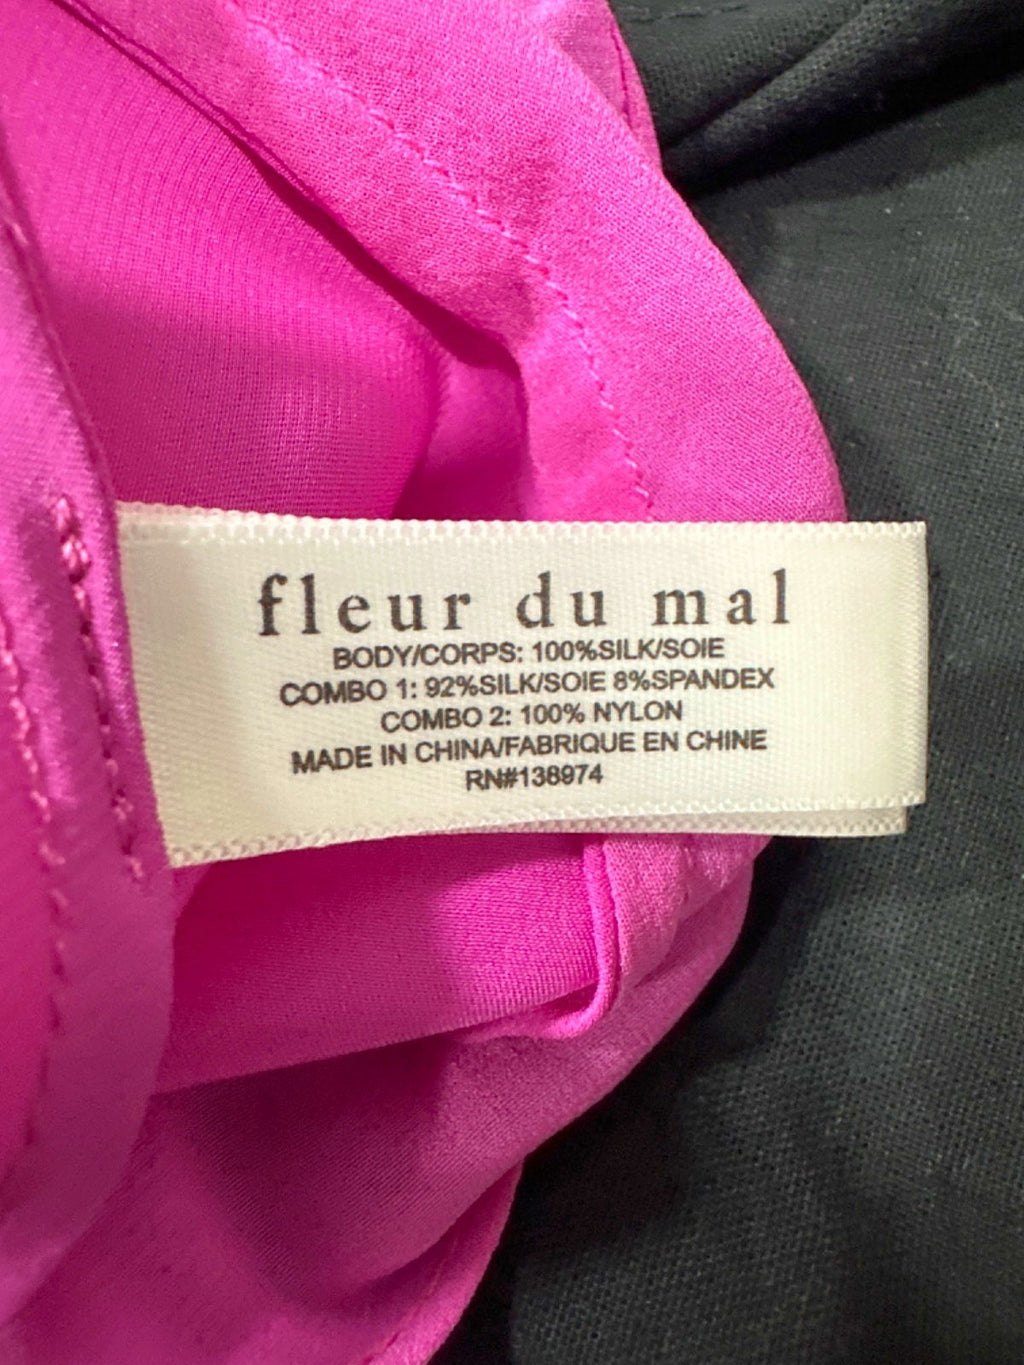 fleur du mal
BODY/CORPS: 100%SILK/SOIE
COMBO 1: 92%SILK/SOIE 8%SPANDEX
COMBO 2: 100% NYLON
MADE IN CHINA/FABRIQUE EN CHINE
RN#138974